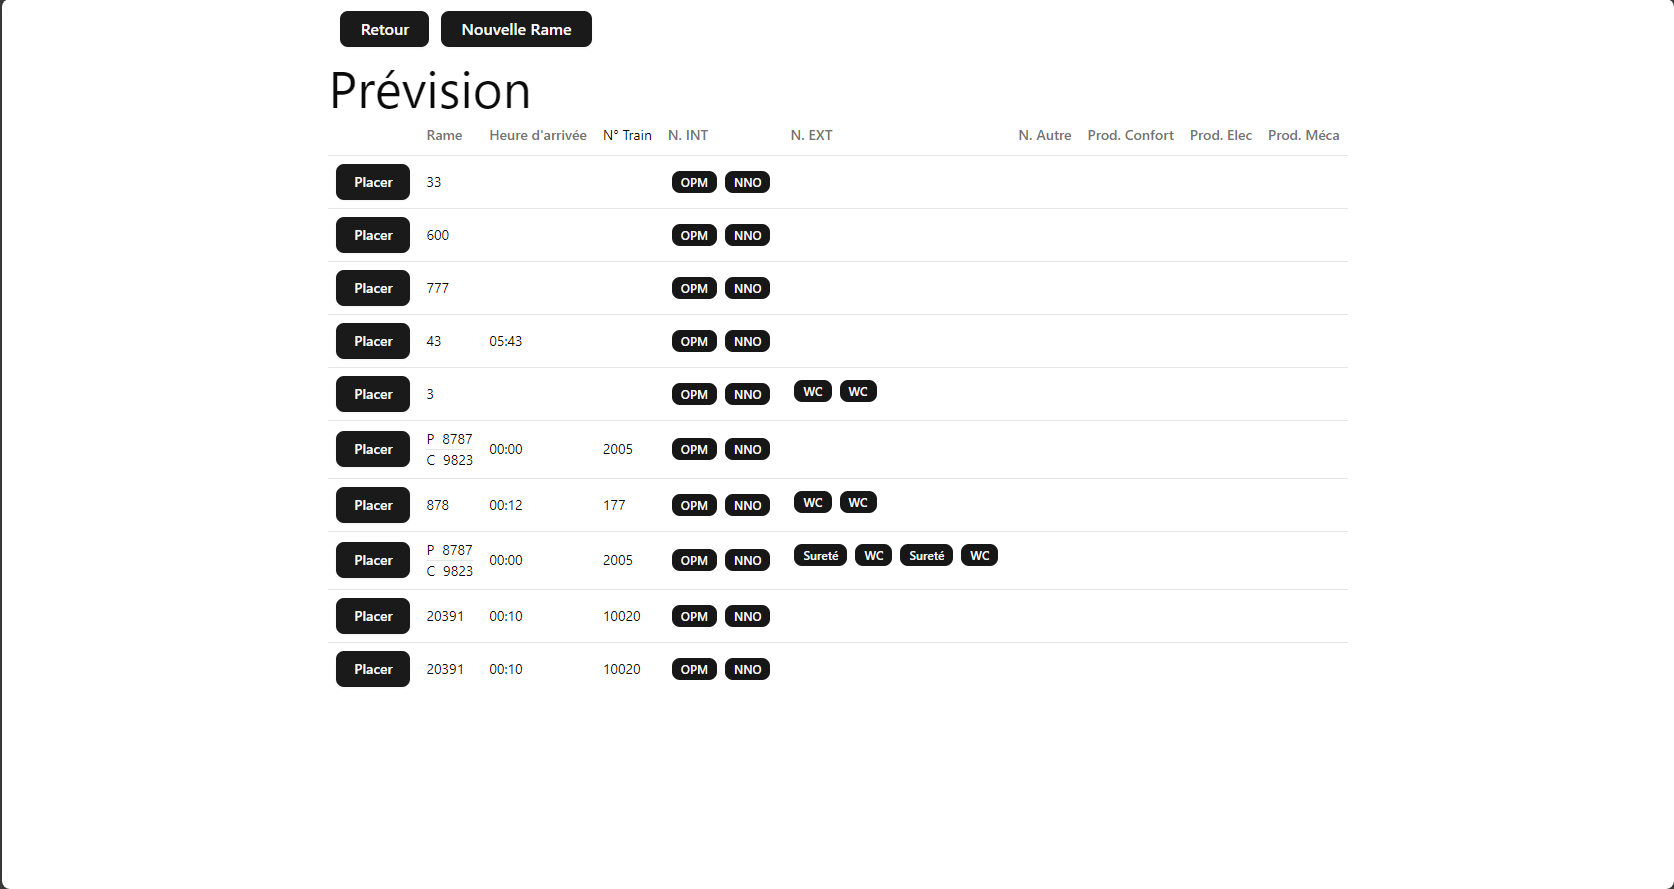 Retour Nouvelle Rame
Prévision
Rame Heure d'arrivée N° Train N. INT N. EXT N. Autre Prod. Confort Prod. Elec Prod. Méca
Placer 33 OPM NNO
Placer 600 OPM NNO
Placer 777 OPM NNO
Placer 43 05:43 OPM NNO
Placer 3 OPM NNO WC WC
Placer P 8787 00:00 2005 OPM NNO
C 9823
Placer 878 00:12 177 OPM NNO WC WC
Placer P 8787 00:00 2005 OPM NNO Sureté WC Sureté WC
C 9823
Placer 20391 00:10 10020 OPM NNO
Placer 20391 00:10 10020 OPM NNO